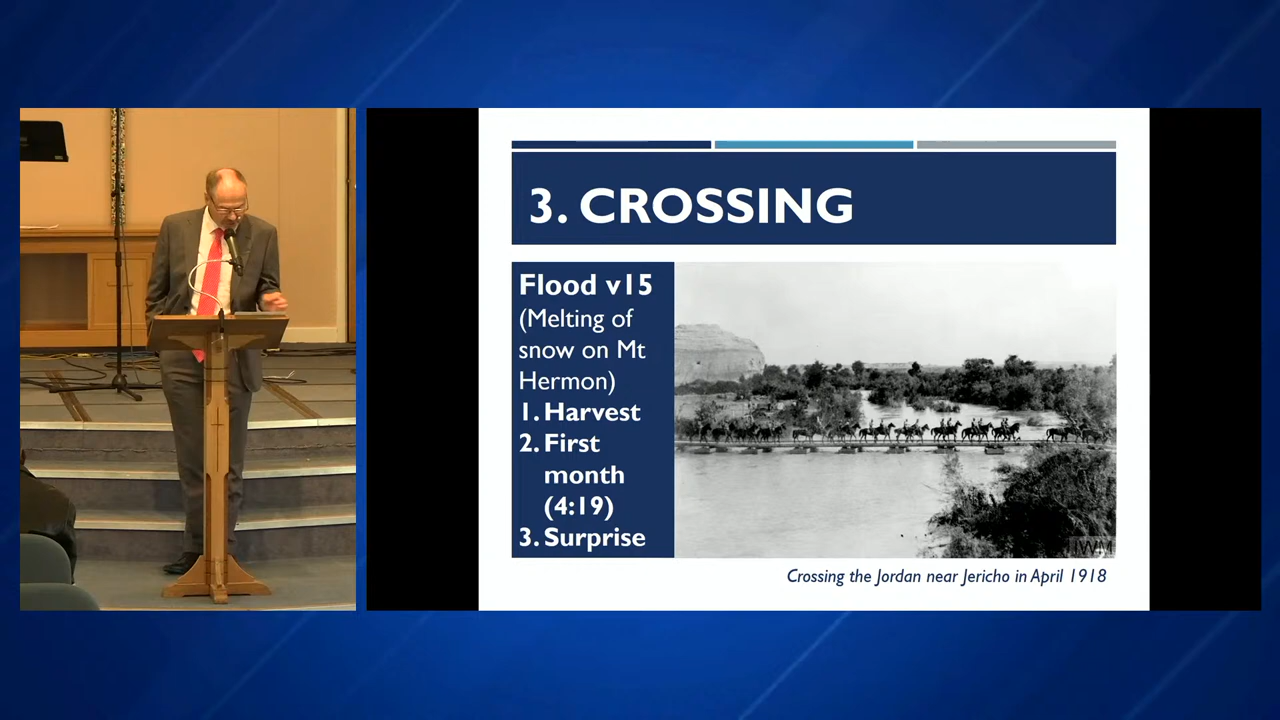 3. CROSSING
Flood v15
(Melting of
snow on Mt
Hermon)
1. Harvest
2. First
month
(4:19)
3. Surprise
IWM
Crossing the Jordan near Jericho in April 1918